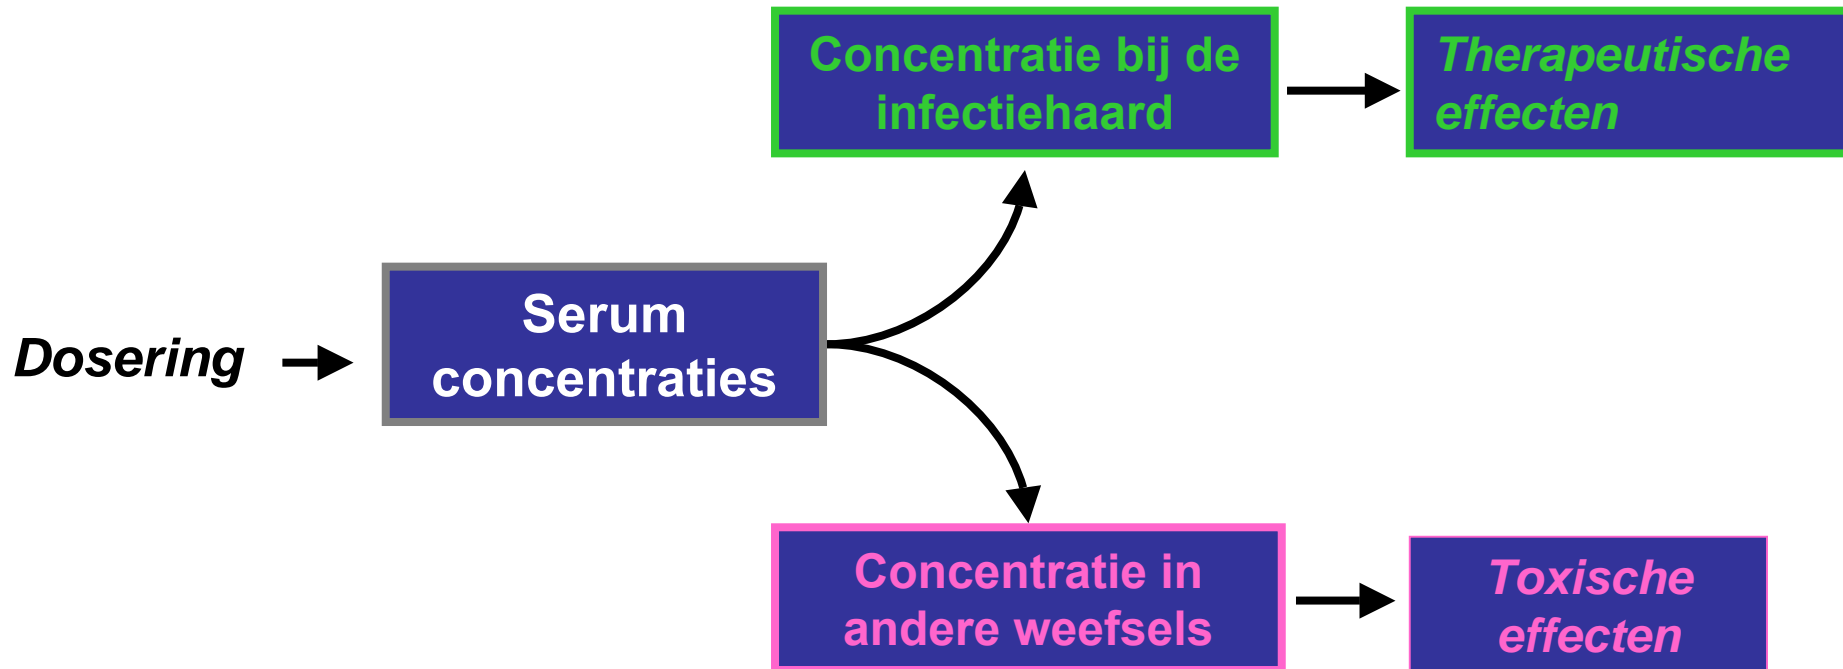 Dosering
Serum
concentraties
Concentratie bij de
infectiehaard
Therapeutische
effecten
Concentratie in
andere weefsels
Toxische
effecten